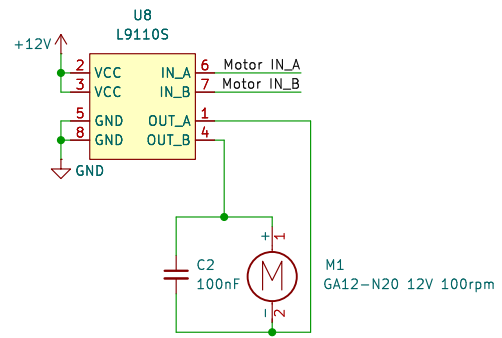 U8
L9110S
+12V
2 VCC IN_A 6 Motor IN_A
3 VCC IN_B 7 Motor IN_B
5 GND OUT_A 1
8 GND OUT_B 4
GND
+ 1
C2
100nF
M
M1
GA12-N20 12V 100rpm
- 2